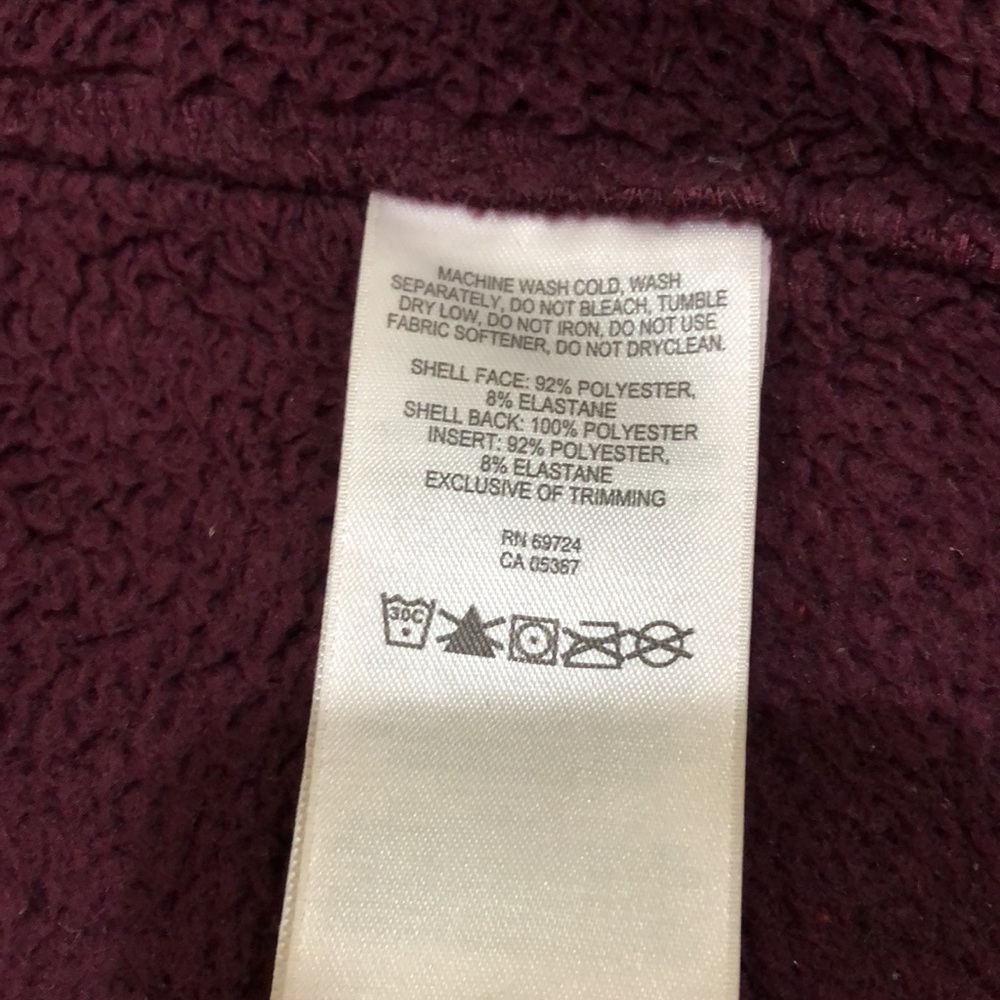 MACHINE WASH COLD, WASH
SEPARATELY, DO NOT BLEACH, TUMBLE
DRY LOW, DO NOT IRON, DO NOT USE
FABRIC SOFTENER, DO NOT DRYCLEAN.
SHELL FACE: 92% POLYESTER,
8% ELASTANE
SHELL BACK: 100% POLYESTER
INSERT: 92% POLYESTER,
8% ELASTANE
EXCLUSIVE OF TRIMMING
RN 69724
CA 05367
30C